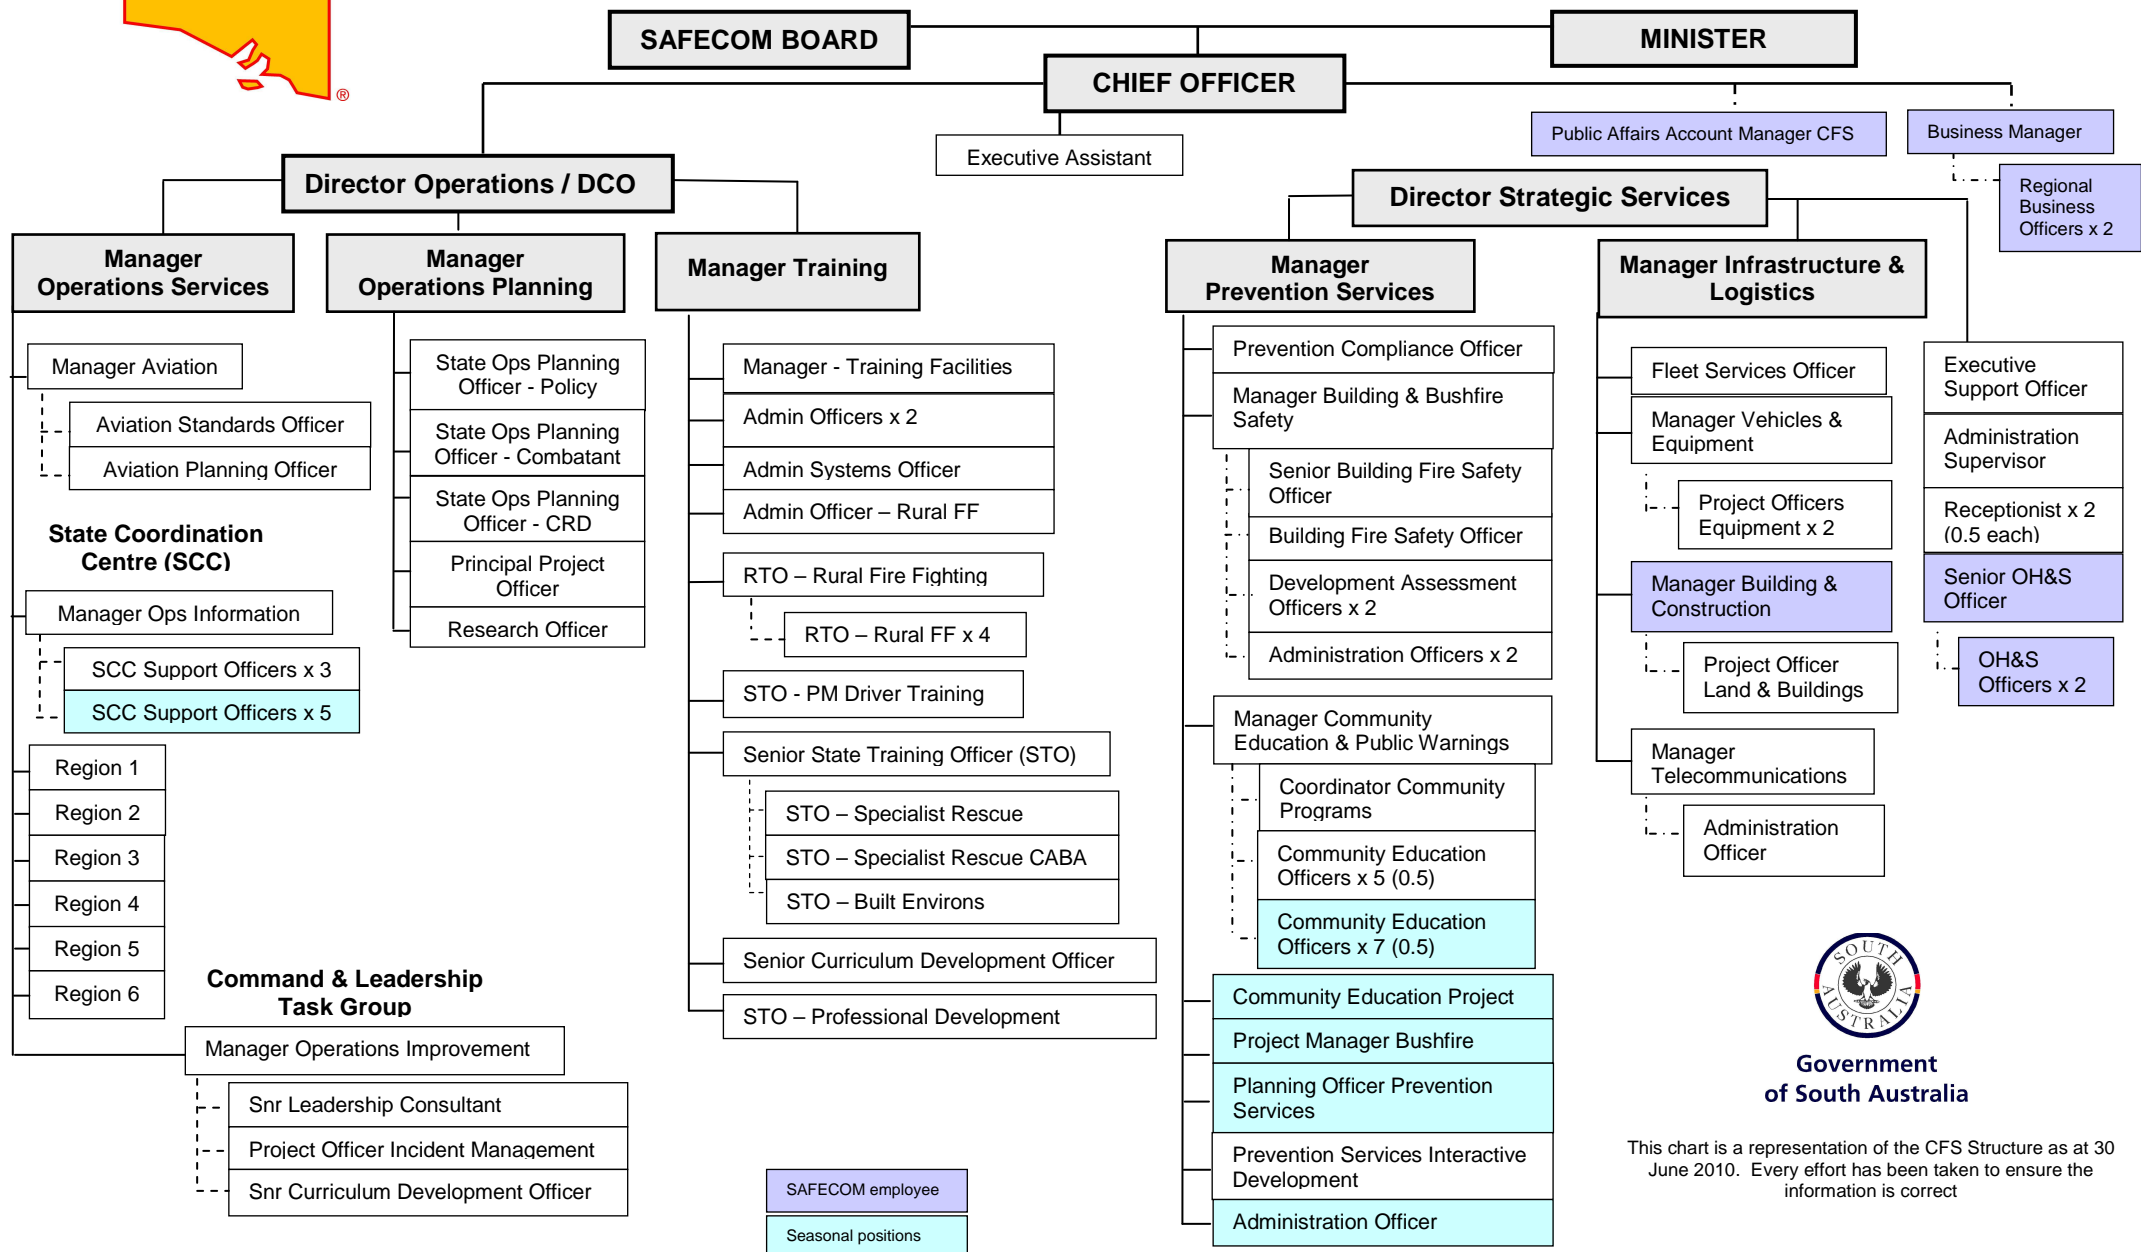 ®
SAFECOM BOARD
MINISTER
CHIEF OFFICER
Executive Assistant
Public Affairs Account Manager CFS
Business Manager
Regional
Business
Officers x 2
Director Operations / DCO
Director Strategic Services
Manager
Operations Services
Manager
Operations Planning
Manager Training
Manager
Prevention Services
Manager Infrastructure &
Logistics
Manager Aviation
Aviation Standards Officer
Aviation Planning Officer
State Coordination
Centre (SCC)
Manager Ops Information
SCC Support Officers x 3
SCC Support Officers x 5
Region 1
Region 2
Region 3
Region 4
Region 5
Region 6
Command & Leadership
Task Group
Manager Operations Improvement
Snr Leadership Consultant
Project Officer Incident Management
Snr Curriculum Development Officer
State Ops Planning
Officer - Policy
State Ops Planning
Officer - Combatant
State Ops Planning
Officer - CRD
Principal Project
Officer
Research Officer
Manager - Training Facilities
Admin Officers x 2
Admin Systems Officer
Admin Officer – Rural FF
RTO – Rural Fire Fighting
RTO – Rural FF x 4
STO - PM Driver Training
Senior State Training Officer (STO)
STO – Specialist Rescue
STO – Specialist Rescue CABA
STO – Built Environs
Senior Curriculum Development Officer
STO – Professional Development
Prevention Compliance Officer
Manager Building & Bushfire
Safety
Senior Building Fire Safety
Officer
Building Fire Safety Officer
Development Assessment
Officers x 2
Administration Officers x 2
Manager Community
Education & Public Warnings
Coordinator Community
Programs
Community Education
Officers x 5 (0.5)
Community Education
Officers x 7 (0.5)
Community Education Project
Project Manager Bushfire
Planning Officer Prevention
Services
Prevention Services Interactive
Development
Administration Officer
Fleet Services Officer
Manager Vehicles &
Equipment
Project Officers
Equipment x 2
Manager Building &
Construction
Project Officer
Land & Buildings
Manager
Telecommunications
Administration
Officer
Executive
Support Officer
Administration
Supervisor
Receptionist x 2
(0.5 each)
Senior OH&S
Officer
OH&S
Officers x 2
SAFECOM employee
Seasonal positions
SOUTH
AUSTRALIA
Government
of South Australia
This chart is a representation of the CFS Structure as at 30
June 2010.  Every effort has been taken to ensure the
information is correct